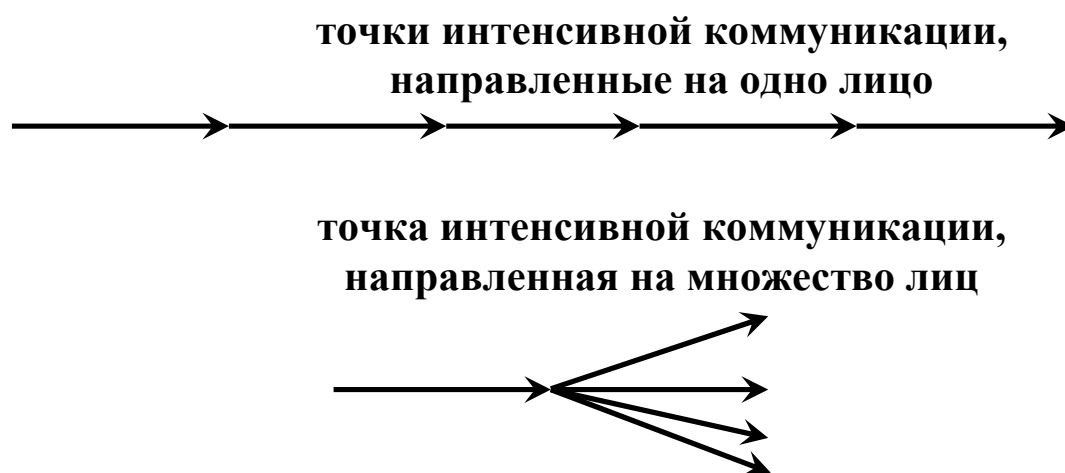 точки интенсивной коммуникации,
направленные на одно лицо
точка интенсивной коммуникации,
направленная на множество лиц